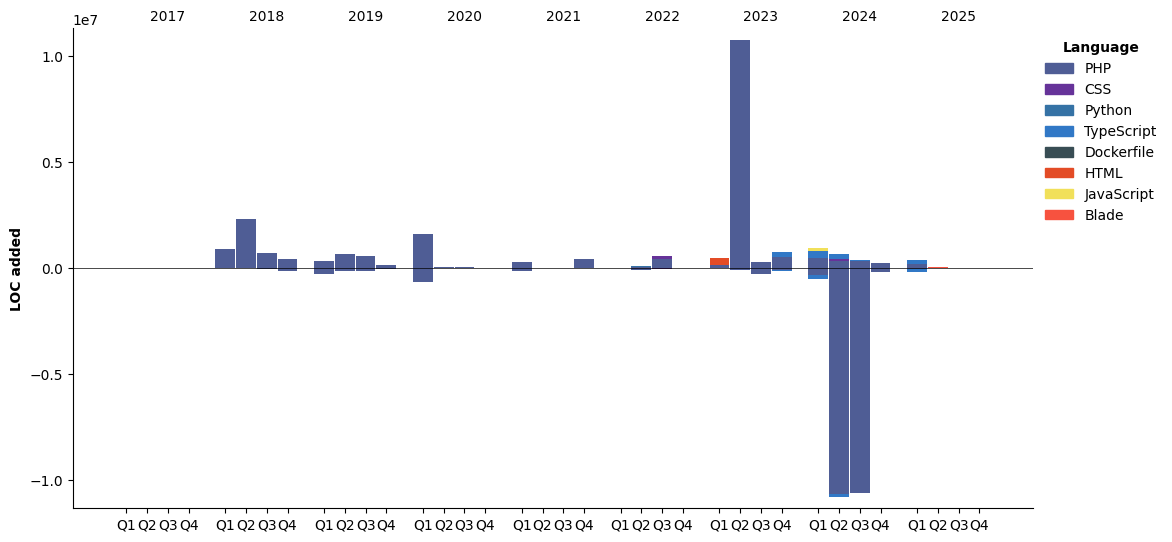 1e7 2017 2018 2019 2020 2021 2022 2023 2024 2025
1.0
0.5
0.0
−0.5
−1.0
LOC added
Q1 Q2 Q3 Q4 Q1 Q2 Q3 Q4 Q1 Q2 Q3 Q4 Q1 Q2 Q3 Q4 Q1 Q2 Q3 Q4 Q1 Q2 Q3 Q4 Q1 Q2 Q3 Q4 Q1 Q2 Q3 Q4 Q1 Q2 Q3 Q4
Language
PHP
CSS
Python
TypeScript
Dockerfile
HTML
JavaScript
Blade